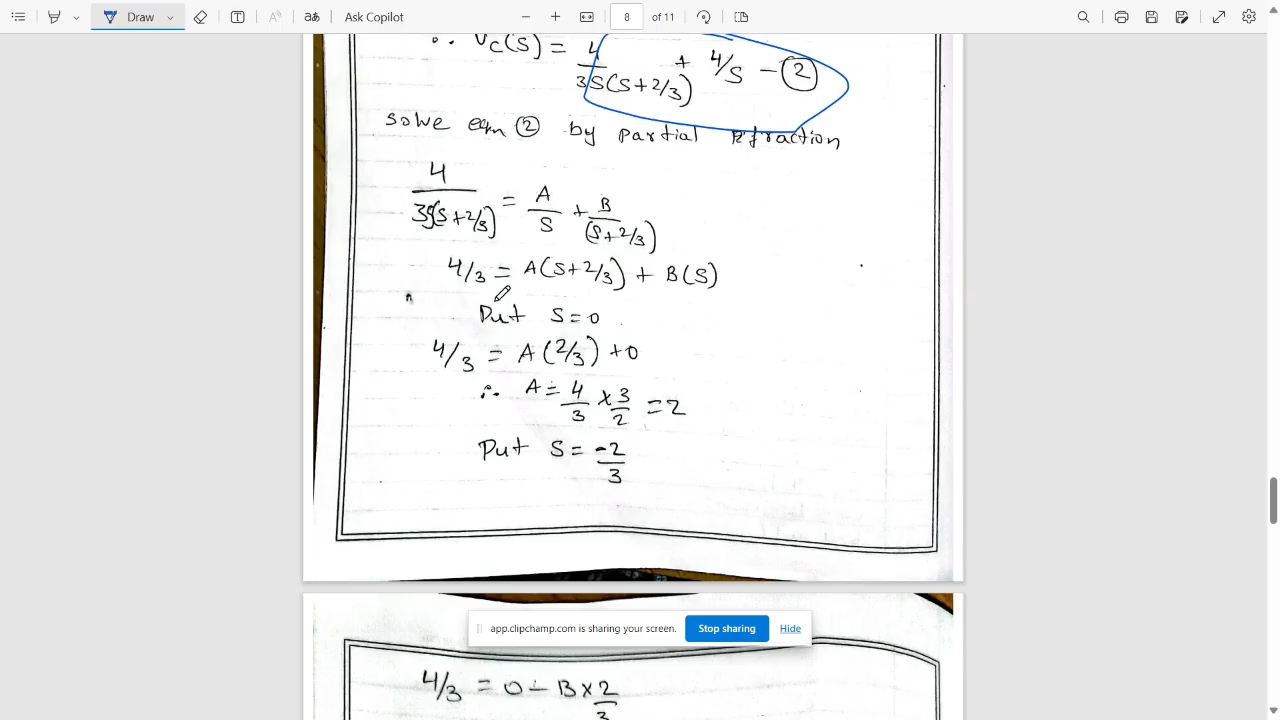 Draw
Ask Copilot
8 of 11
∴ Vc(S) = 4/3S(S+2/3) + 4/S – ②
solve eqn ② by partial fraction
4/3S(S+2/3) = A/S + B/(S+2/3)
4/3 = A(S+2/3) + B(S)
Put S=0
4/3 = A(2/3) +0
∴ A = 4/3 × 3/2 = 2
Put S = -2/3
app.clipchamp.com is sharing your screen. Stop sharing Hide
4/3 = 0 – B × 2/3